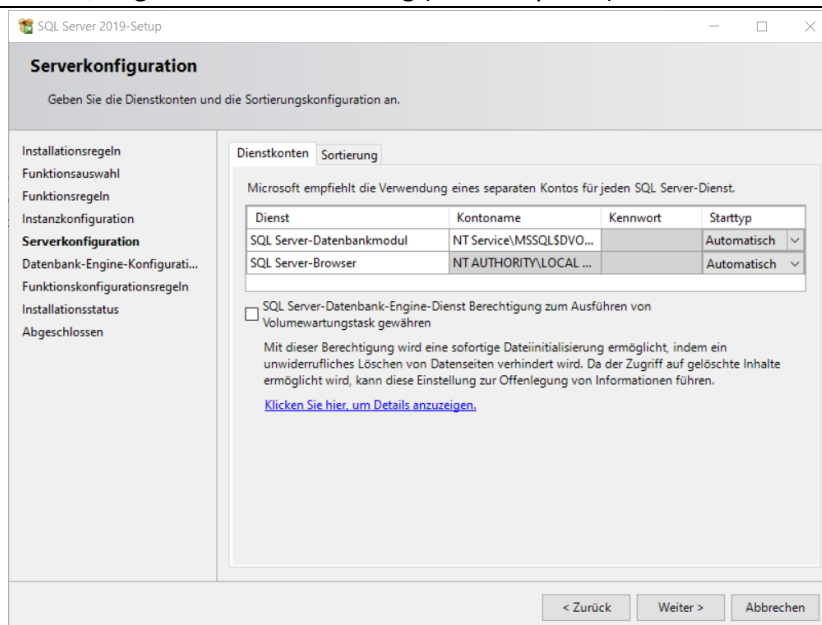 SQL Server 2019-Setup
Serverkonfiguration
Geben Sie die Dienstkonten und die Sortierungskonfiguration an.
Installationsregeln
Funktionsauswahl
Funktionsregeln
Instanzkonfiguration
Serverkonfiguration
Datenbank-Engine-Konfigurati...
Funktionskonfigurationsregeln
Installationsstatus
Abgeschlossen
Dienstkonten Sortierung
Microsoft empfiehlt die Verwendung eines separaten Kontos für jeden SQL Server-Dienst.
Dienst Kontoname Kennwort Starttyp
SQL Server-Datenbankmodul NT Service\MSSQL$DVO... Automatisch
SQL Server-Browser NT AUTHORITY\LOCAL ... Automatisch
SQL Server-Datenbank-Engine-Dienst Berechtigung zum Ausführen von
Volumewartungstask gewähren
Mit dieser Berechtigung wird eine sofortige Dateiinitialisierung ermöglicht, indem ein
unwiderrufliches Löschen von Datenseiten verhindert wird. Da der Zugriff auf gelöschte Inhalte
ermöglicht wird, kann diese Einstellung zur Offenlegung von Informationen führen.
Klicken Sie hier, um Details anzuzeigen.
< Zurück Weiter > Abbrechen